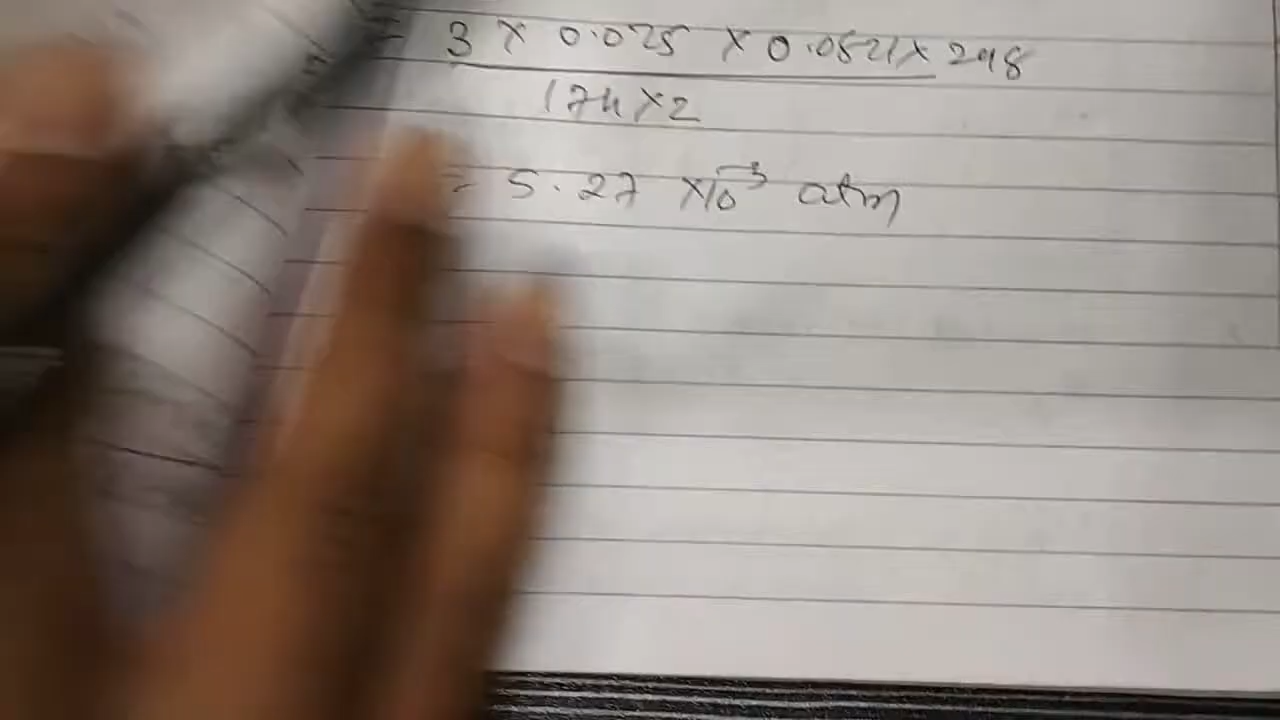 = 3 × 0.025 × 0.0821 × 298
174 × 2
= 5.27 × 10⁻³ atm